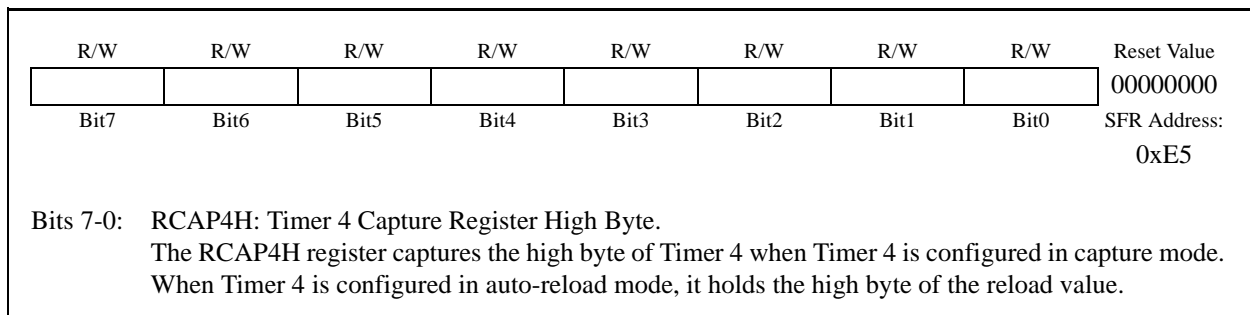 R/W R/W R/W R/W R/W R/W R/W R/W Reset Value
00000000
Bit7 Bit6 Bit5 Bit4 Bit3 Bit2 Bit1 Bit0 SFR Address:
0xE5
Bits 7-0: RCAP4H: Timer 4 Capture Register High Byte.
The RCAP4H register captures the high byte of Timer 4 when Timer 4 is configured in capture mode.
When Timer 4 is configured in auto-reload mode, it holds the high byte of the reload value.